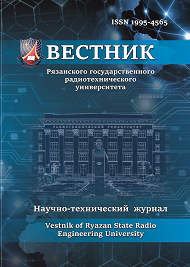 ISSN 1995-4565
ВЕСТНИК
Рязанского государственного
радиотехнического
университета
Научно-технический журнал
Vestnik of Ryazan State Radio
Engineering University